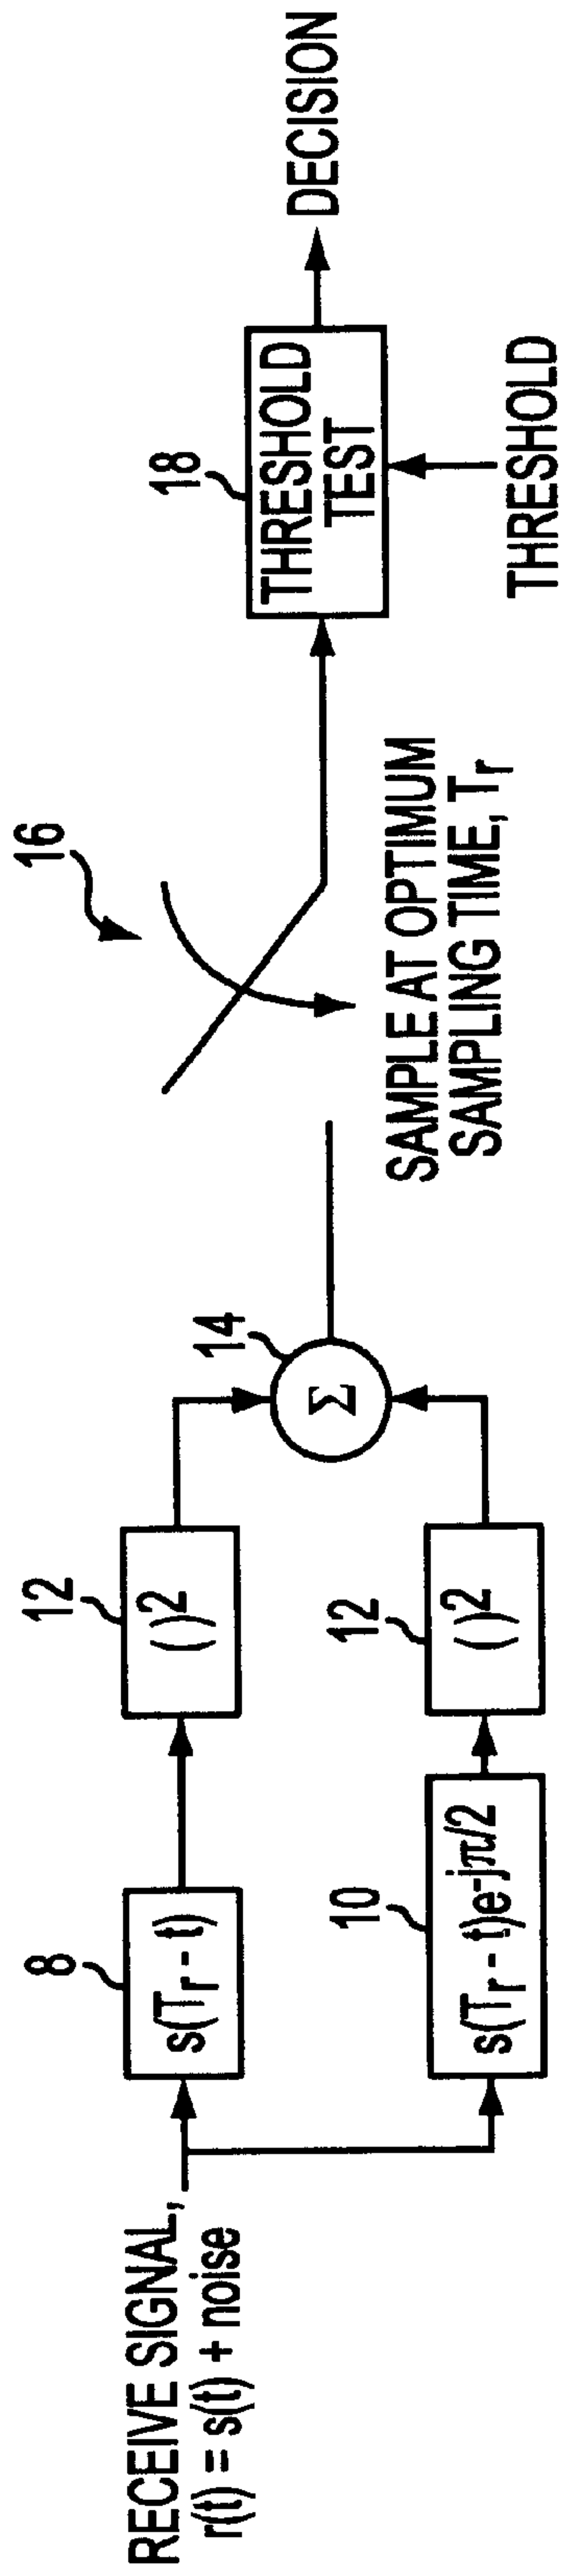 RECEIVE SIGNAL,
r(t) = s(t) + noise
8
s(Tr - t)
10
s(Tr - t)e-jπ/2
12
( )2
12
( )2
14
Σ
16
SAMPLE AT OPTIMUM
SAMPLING TIME, Tr
18
THRESHOLD
TEST
THRESHOLD
DECISION